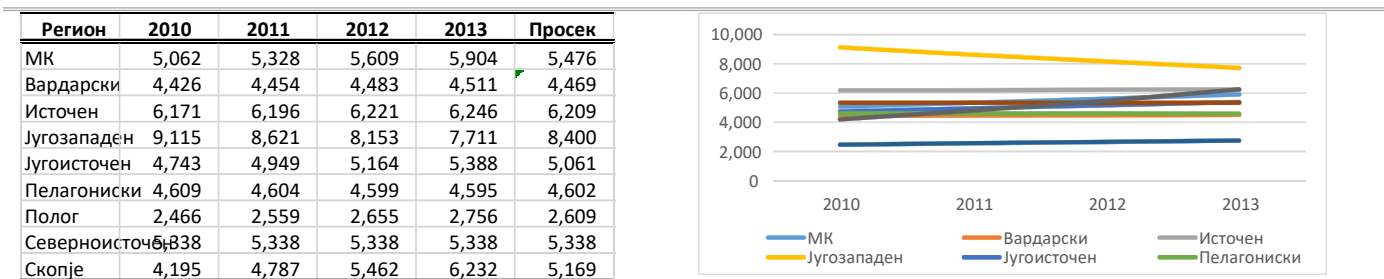 Регион 2010 2011 2012 2013 Просек
МК 5,062 5,328 5,609 5,904 5,476
Вардарски 4,426 4,454 4,483 4,511 4,469
Источен 6,171 6,196 6,221 6,246 6,209
Југозападен 9,115 8,621 8,153 7,711 8,400
Југоисточен 4,743 4,949 5,164 5,388 5,061
Пелагониски 4,609 4,604 4,599 4,595 4,602
Полог 2,466 2,559 2,655 2,756 2,609
Северноисточен 5,338 5,338 5,338 5,338 5,338
Скопје 4,195 4,787 5,462 6,232 5,169
10,000
8,000
6,000
4,000
2,000
0
2010 2011 2012 2013
МК Вардарски Источен
Југозападен Југоисточен Пелагониски